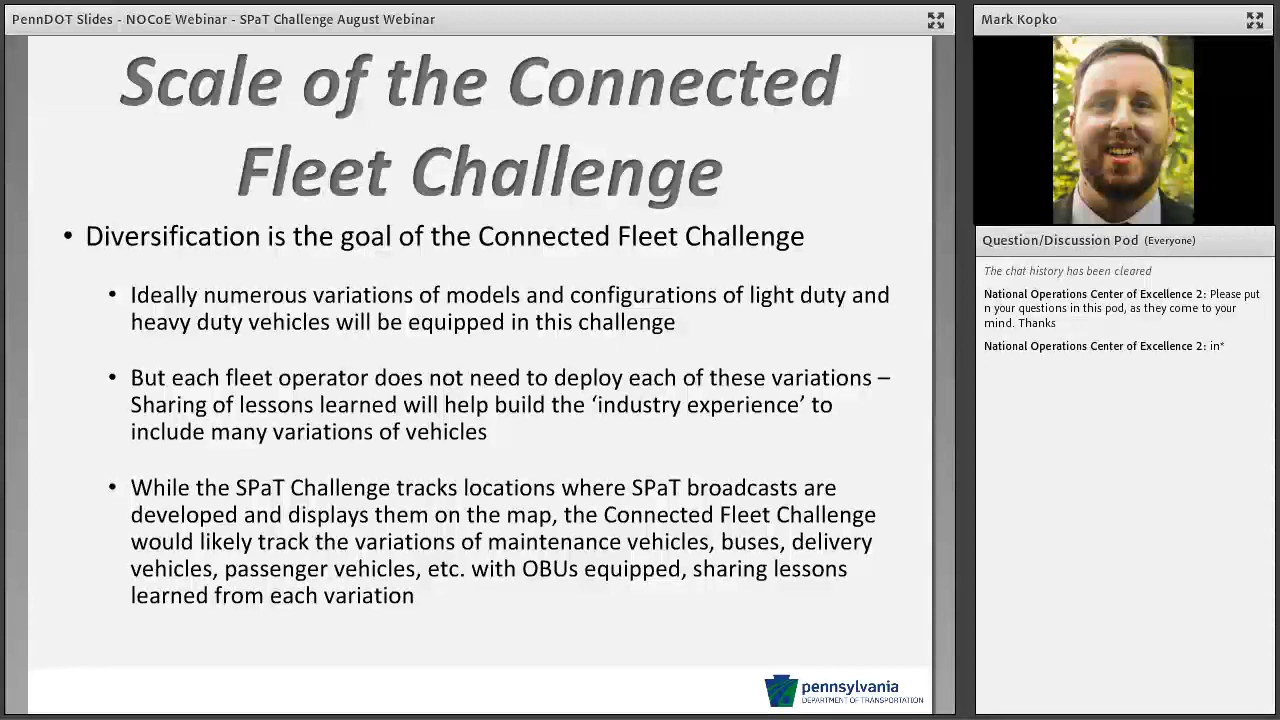 PennDOT Slides - NOCoE Webinar - SPaT Challenge August Webinar
Scale of the Connected
Fleet Challenge
• Diversification is the goal of the Connected Fleet Challenge
• Ideally numerous variations of models and configurations of light duty and
heavy duty vehicles will be equipped in this challenge
• But each fleet operator does not need to deploy each of these variations –
Sharing of lessons learned will help build the ‘industry experience’ to
include many variations of vehicles
• While the SPaT Challenge tracks locations where SPaT broadcasts are
developed and displays them on the map, the Connected Fleet Challenge
would likely track the variations of maintenance vehicles, buses, delivery
vehicles, passenger vehicles, etc. with OBUs equipped, sharing lessons
learned from each variation
pennsylvania
DEPARTMENT OF TRANSPORTATION
Mark Kopko
Question/Discussion Pod (Everyone)
The chat history has been cleared
National Operations Center of Excellence 2: Please put
n your questions in this pod, as they come to your
mind. Thanks
National Operations Center of Excellence 2: in*